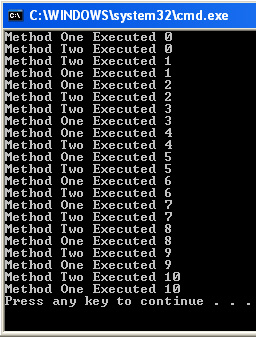 C:\WINDOWS\system32\cmd.exe
Method One Executed 0
Method Two Executed 0
Method Two Executed 1
Method One Executed 1
Method One Executed 2
Method Two Executed 2
Method Two Executed 3
Method One Executed 3
Method One Executed 4
Method Two Executed 4
Method One Executed 5
Method Two Executed 5
Method One Executed 6
Method Two Executed 6
Method One Executed 7
Method Two Executed 7
Method Two Executed 8
Method One Executed 8
Method One Executed 9
Method Two Executed 9
Method Two Executed 10
Method One Executed 10
Press any key to continue . . .